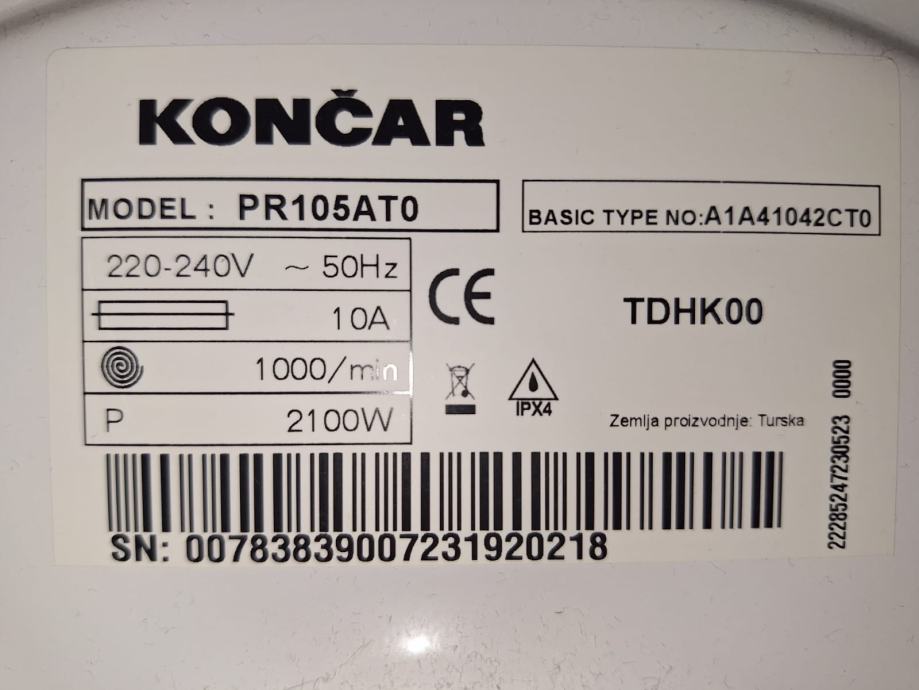 KONČAR
MODEL : PR105AT0
BASIC TYPE NO:A1A41042CT0
220-240V ~ 50Hz
10A
CE
TDHK00
1000/min
IPX4
P 2100W
Zemlja proizvodnje: Turska
SN: 00783839007231920218
22285247230523 0000